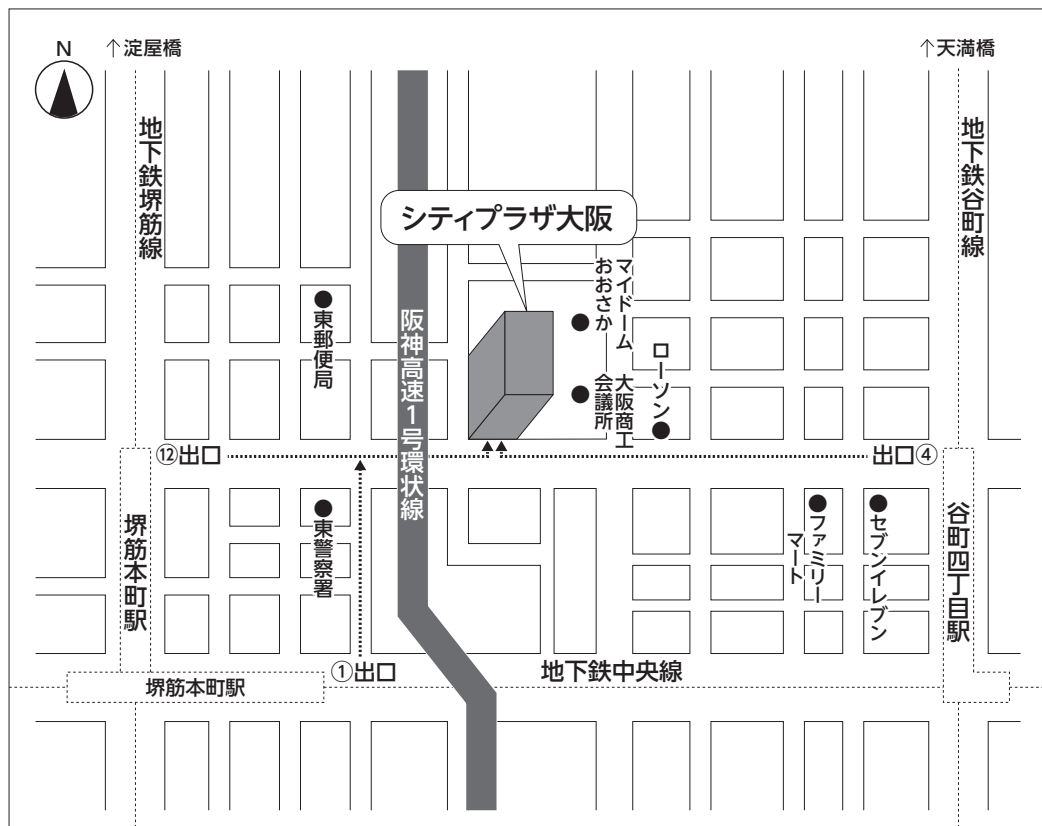 N
↑淀屋橋
↑天満橋
地下鉄堺筋線
地下鉄谷町線
シティプラザ大阪
マイドーム
おおさか
東郵便局
阪神高速1号環状線
大阪商工
会議所
ローソン
⑫出口
出口④
堺筋本町駅
東警察署
ファミリー
マート
セブンイレブン
谷町四丁目駅
①出口
地下鉄中央線
堺筋本町駅